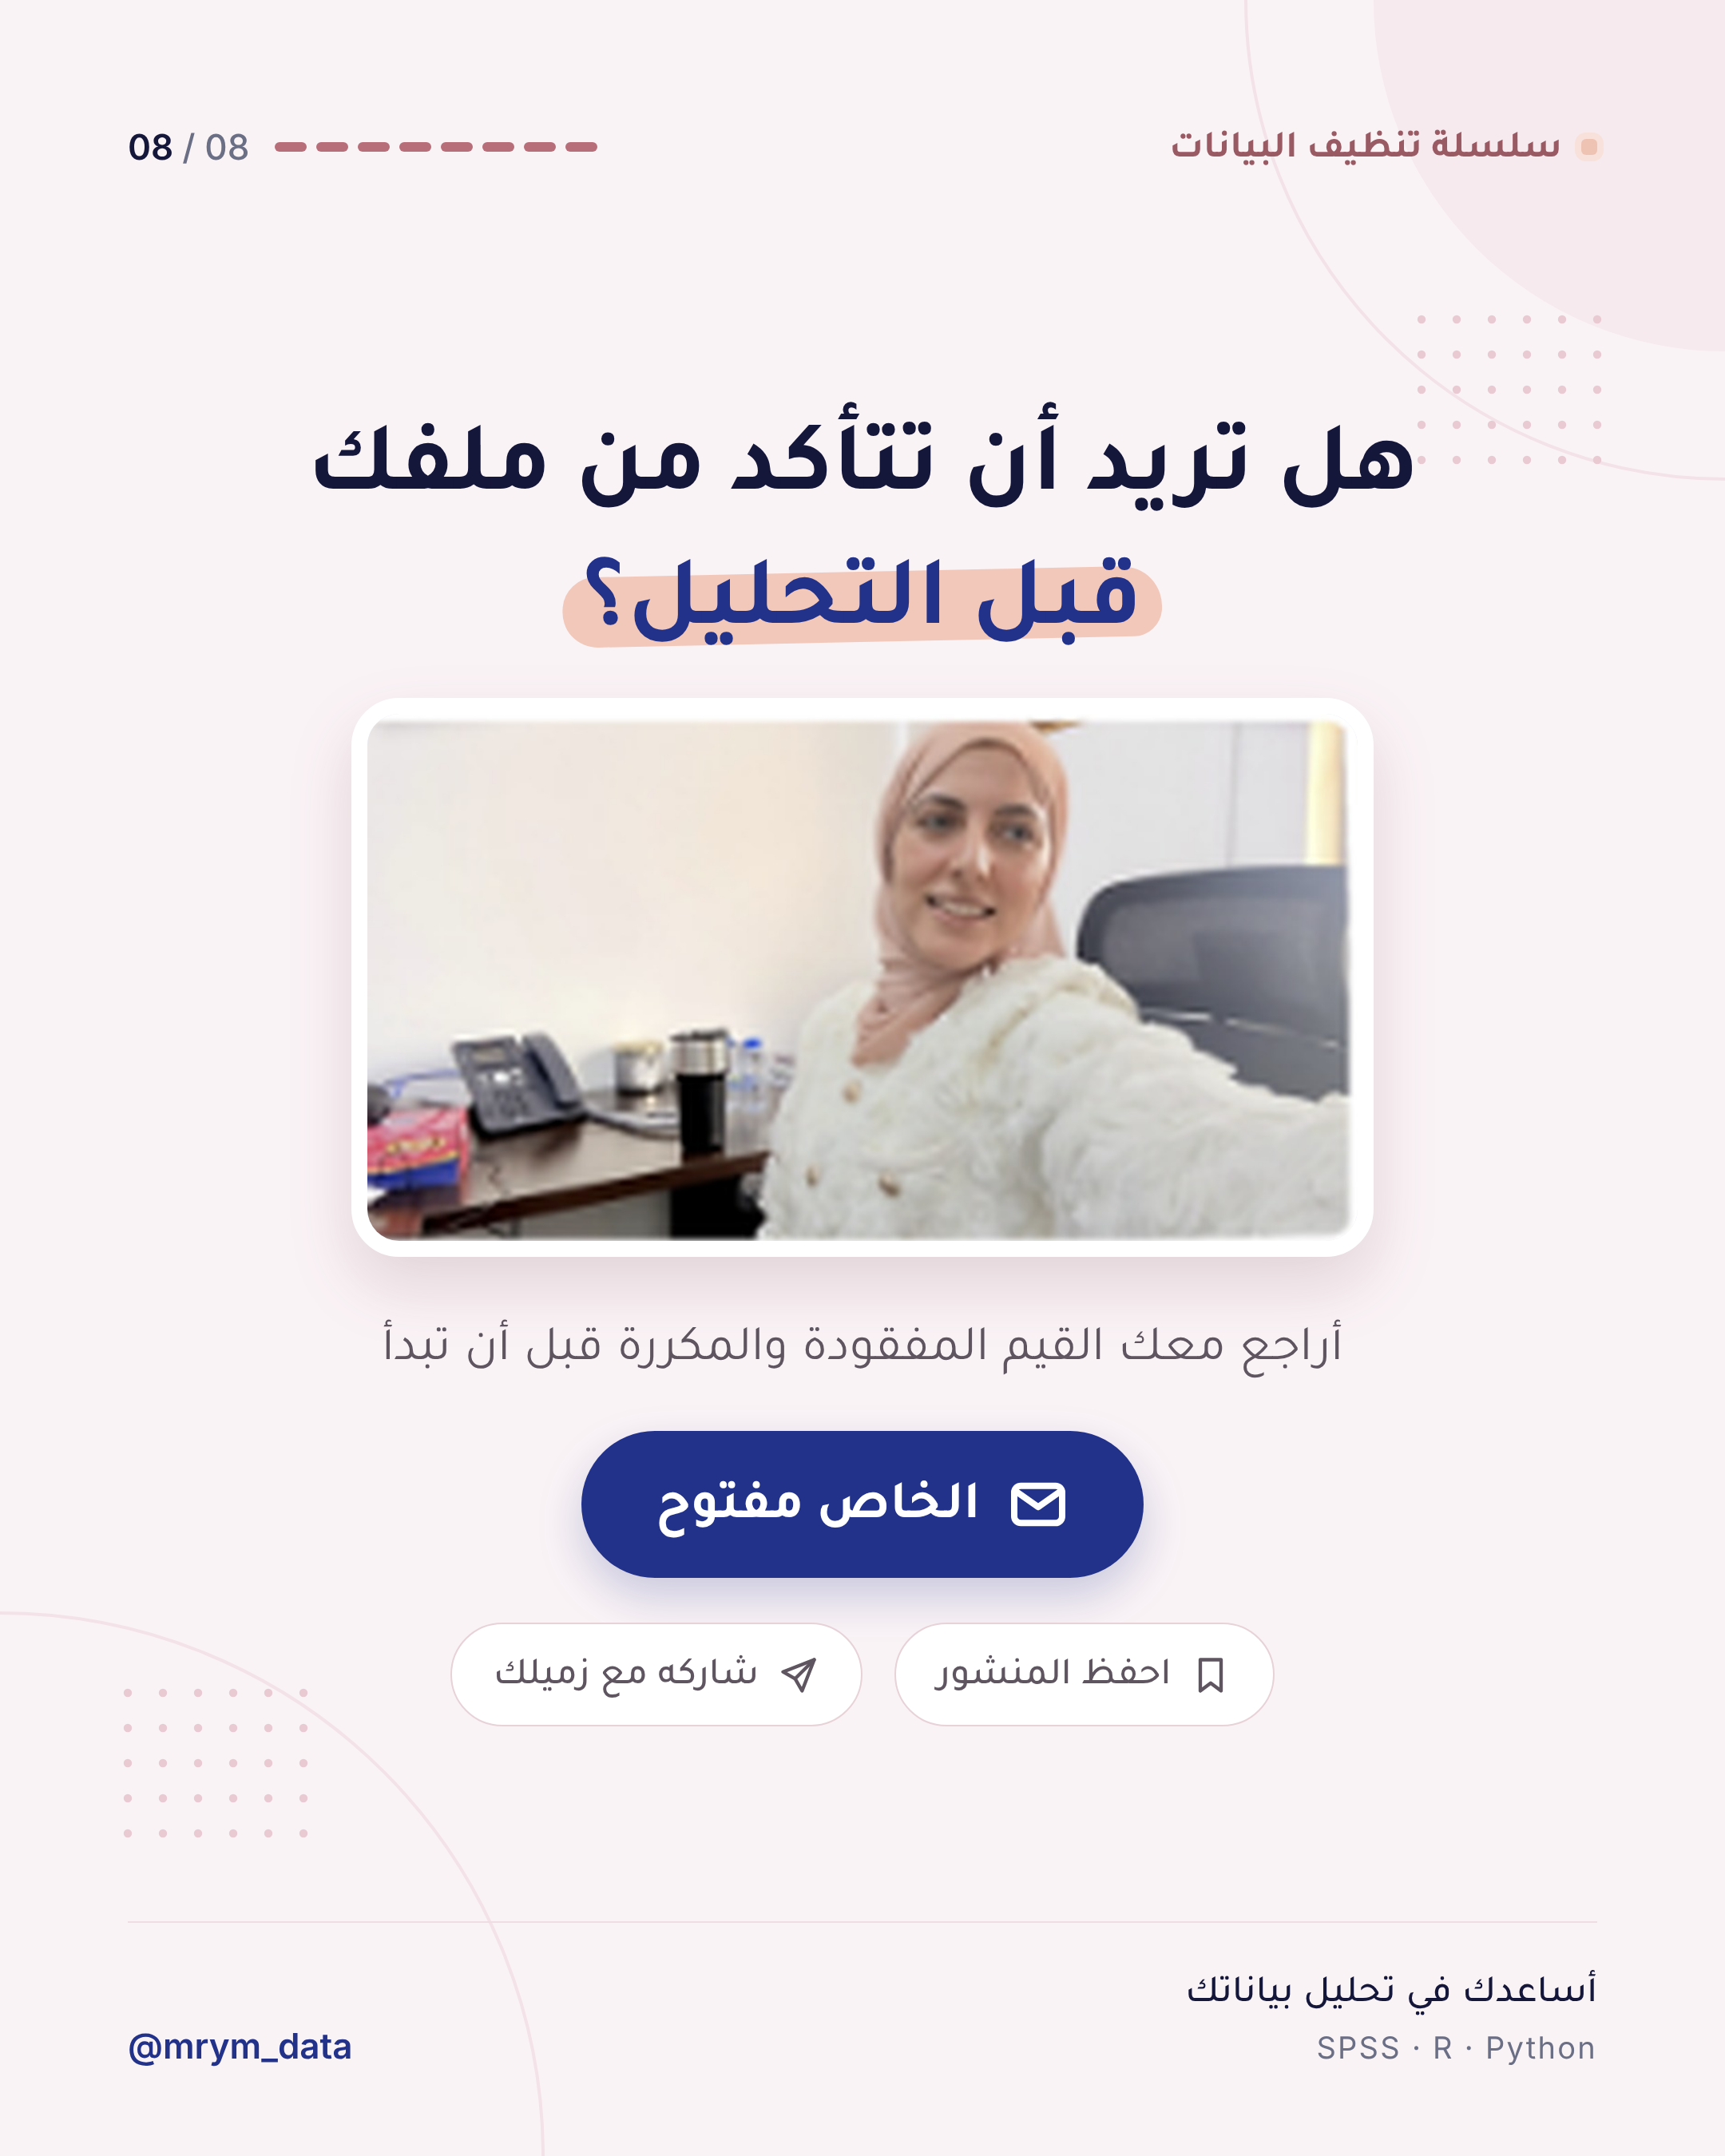 سلسلة تنظيف البيانات
08 / 08
هل تريد أن تتأكد من ملفك
قبل التحليل؟
أراجع معك القيم المفقودة والمكررة قبل أن تبدأ
الخاص مفتوح
احفظ المنشور
شاركه مع زميلك
أساعدك في تحليل بياناتك
SPSS · R · Python
@mrym_data